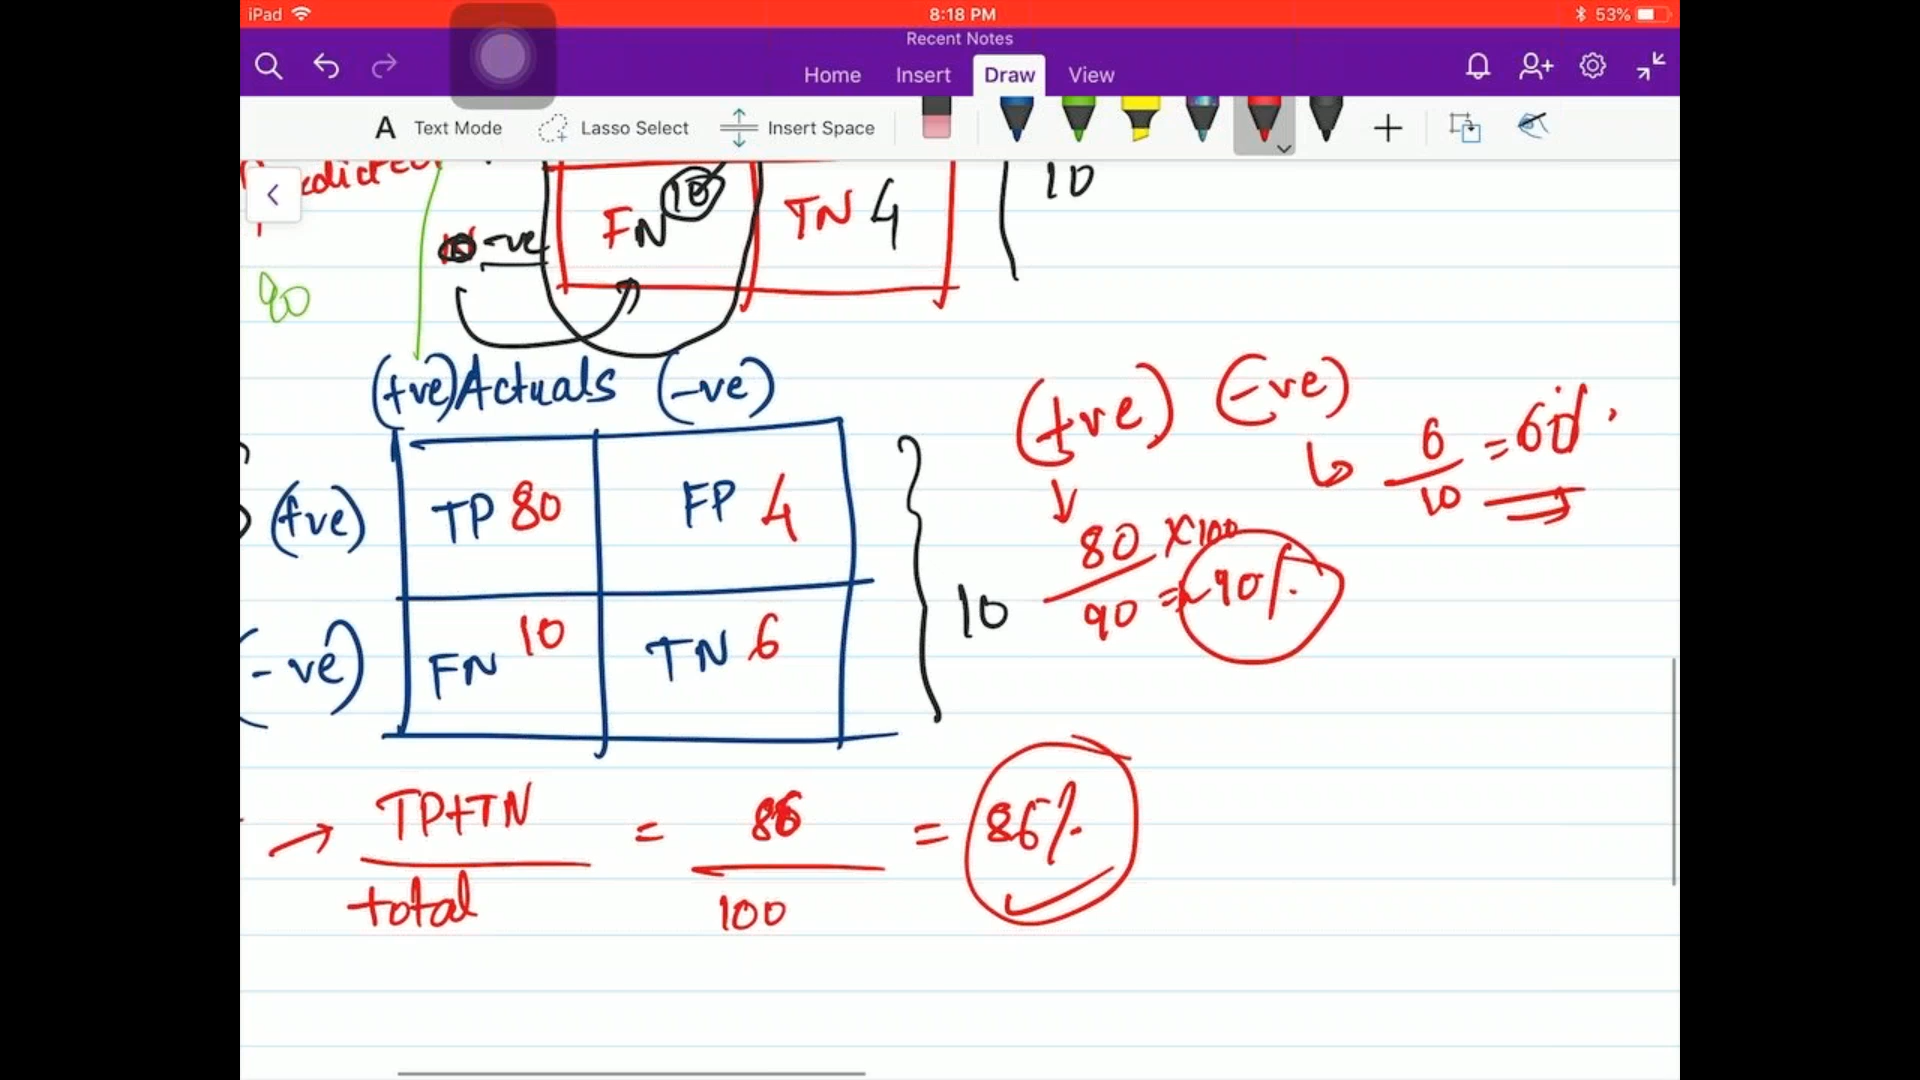 iPad 8:18 PM 53%
Recent Notes
Home Insert Draw View
A Text Mode Lasso Select Insert Space
10
FN 10 TN 4
-ve
90
(+ve) Actuals (-ve)
(+ve) (-ve)
6/10 = 60%
(+ve) TP 80 FP 4
80/90 × 100 = ~90%
(-ve) FN 10 TN 6
10
→ TP+TN / total = 86 / 100 = 86%